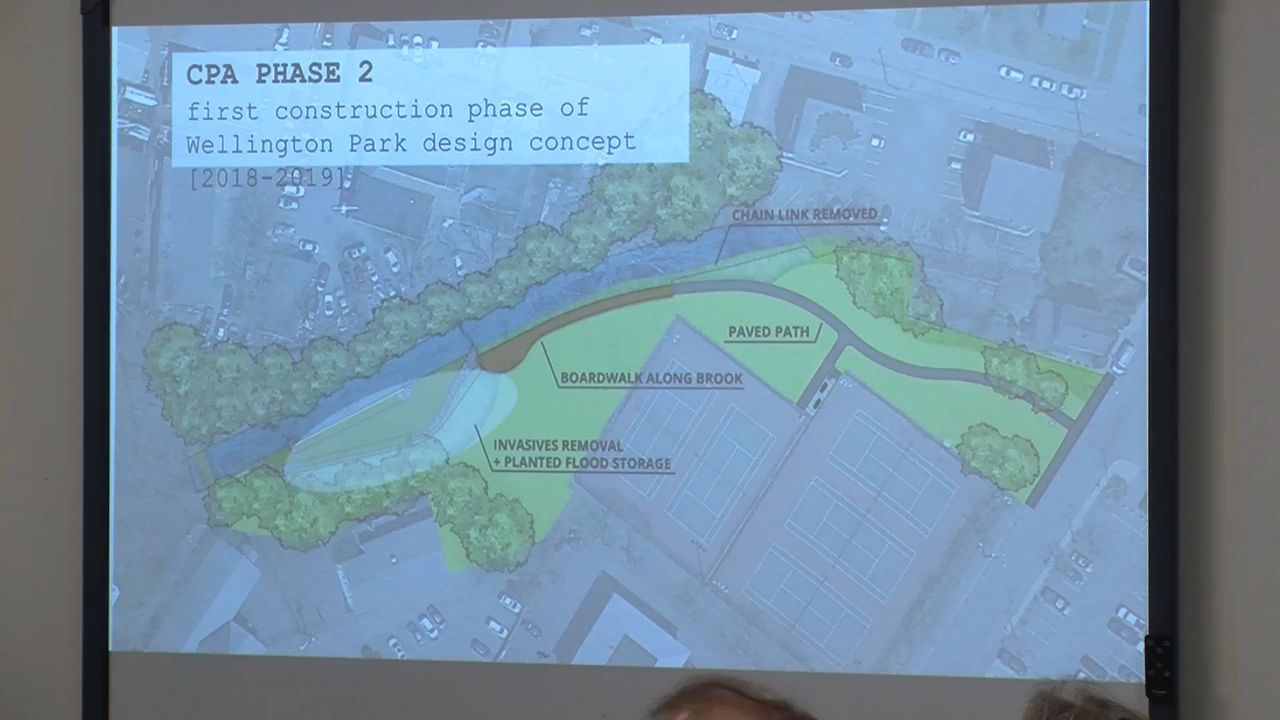 CPA PHASE 2
first construction phase of
Wellington Park design concept
[2018-2019]
CHAIN LINK REMOVED
PAVED PATH
BOARDWALK ALONG BROOK
INVASIVES REMOVAL
+ PLANTED FLOOD STORAGE